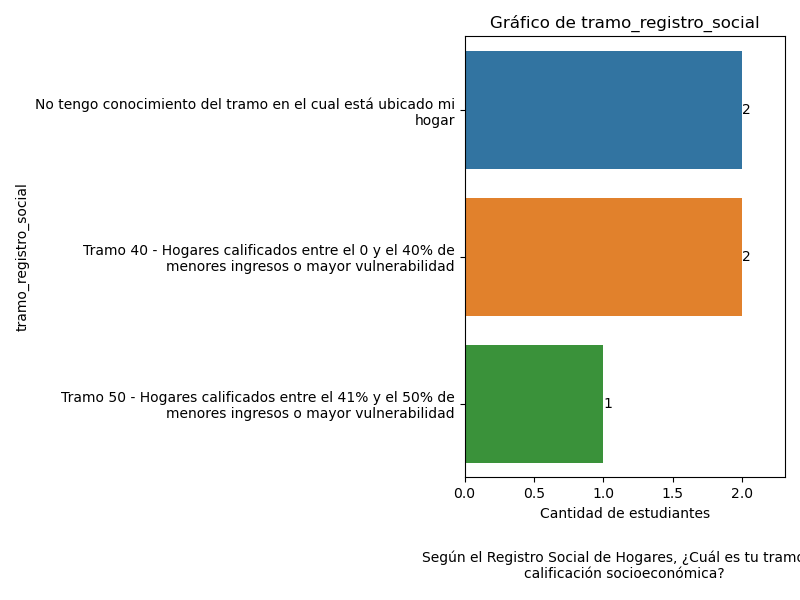 Gráfico de tramo_registro_social
No tengo conocimiento del tramo en el cual está ubicado mi
hogar
2
Tramo 40 - Hogares calificados entre el 0 y el 40% de
menores ingresos o mayor vulnerabilidad
2
Tramo 50 - Hogares calificados entre el 41% y el 50% de
menores ingresos o mayor vulnerabilidad
1
tramo_registro_social
0.0 0.5 1.0 1.5 2.0
Cantidad de estudiantes
Según el Registro Social de Hogares, ¿Cuál es tu tramo
calificación socioeconómica?